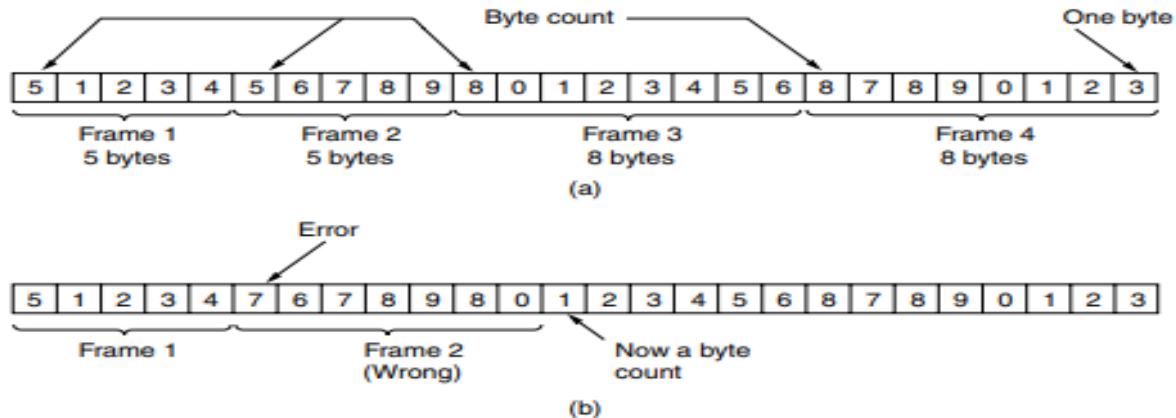 Byte count One byte
5 1 2 3 4 5 6 7 8 9 8 0 1 2 3 4 5 6 8 7 8 9 0 1 2 3
Frame 1 Frame 2 Frame 3 Frame 4
5 bytes 5 bytes 8 bytes 8 bytes
(a)
Error
5 1 2 3 4 7 6 7 8 9 8 0 1 2 3 4 5 6 8 7 8 9 0 1 2 3
Frame 1 Frame 2 Now a byte
(Wrong) count
(b)